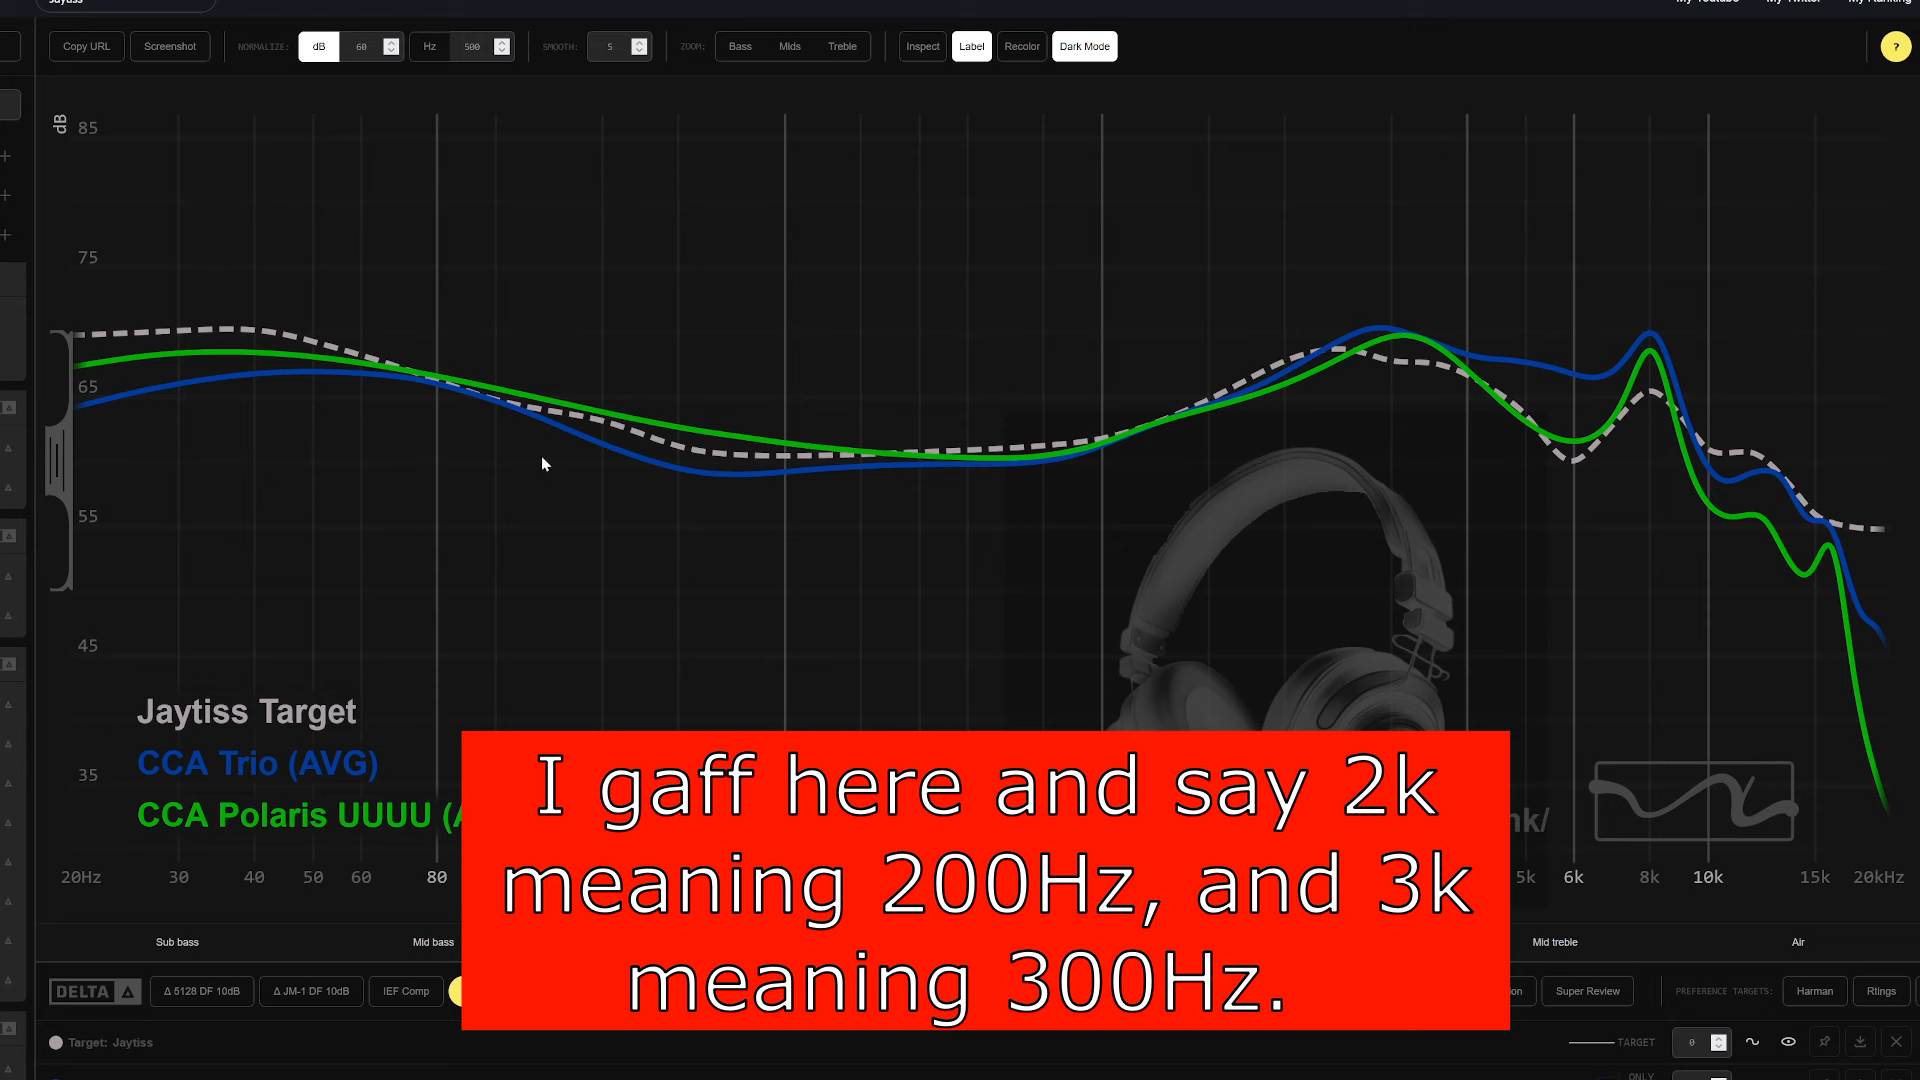 Copy URL Screenshot NORMALIZE: dB 60 Hz 500 SMOOTH: 5 ZOOM: Bass Mids Treble Inspect Label Recolor Dark Mode ?
dB
85
75
65
55
45
35
Jaytiss Target
CCA Trio (AVG)
CCA Polaris UUUU (
I gaff here and say 2k
meaning 200Hz, and 3k
meaning 300Hz.
20Hz 30 40 50 60 80 5k 6k 8k 10k 15k 20kHz
Sub bass Mid bass Mid treble Air
DELTA Δ Δ 5128 DF 10dB Δ JM-1 DF 10dB IEF Comp Super Review PREFERENCE TARGETS: Harman Rtings
Target: Jaytiss TARGET 0
ONLY